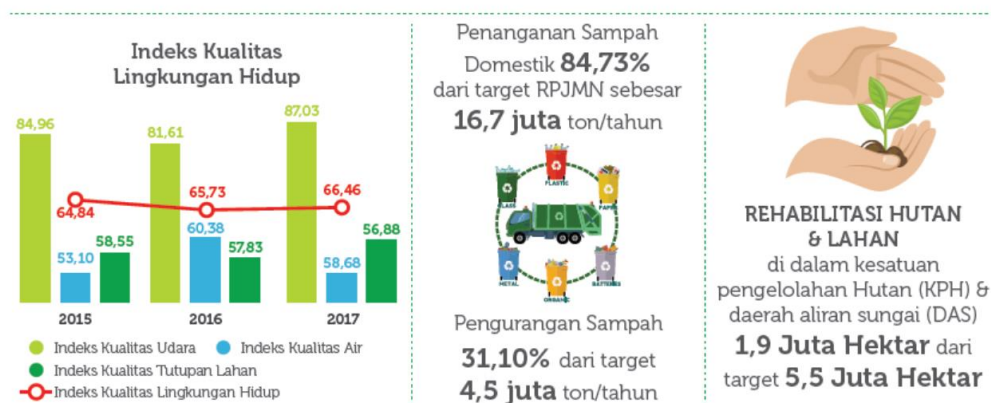 Indeks Kualitas
Lingkungan Hidup
84,96
81,61
87,03
64,84
65,73
66,46
53,10
58,55
60,38
57,83
58,68
56,88
2015
2016
2017
Indeks Kualitas Udara
Indeks Kualitas Air
Indeks Kualitas Tutupan Lahan
Indeks Kualitas Lingkungan Hidup
Penanganan Sampah
Domestik 84,73%
dari target RPJMN sebesar
16,7 juta ton/tahun
PLASTIC
GLASS
PAPER
METAL
ORGANIC
BATTERIES
Pengurangan Sampah
31,10% dari target
4,5 juta ton/tahun
REHABILITASI HUTAN
& LAHAN
di dalam kesatuan
pengelolahan Hutan (KPH) &
daerah aliran sungai (DAS)
1,9 Juta Hektar dari
target 5,5 Juta Hektar